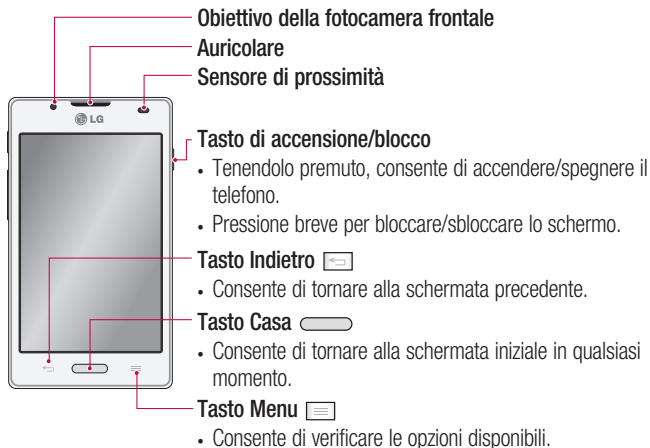 Obiettivo della fotocamera frontale
Auricolare
Sensore di prossimità
LG
Tasto di accensione/blocco
• Tenendolo premuto, consente di accendere/spegnere il
telefono.
• Pressione breve per bloccare/sbloccare lo schermo.
Tasto Indietro
• Consente di tornare alla schermata precedente.
Tasto Casa
• Consente di tornare alla schermata iniziale in qualsiasi
momento.
Tasto Menu
• Consente di verificare le opzioni disponibili.